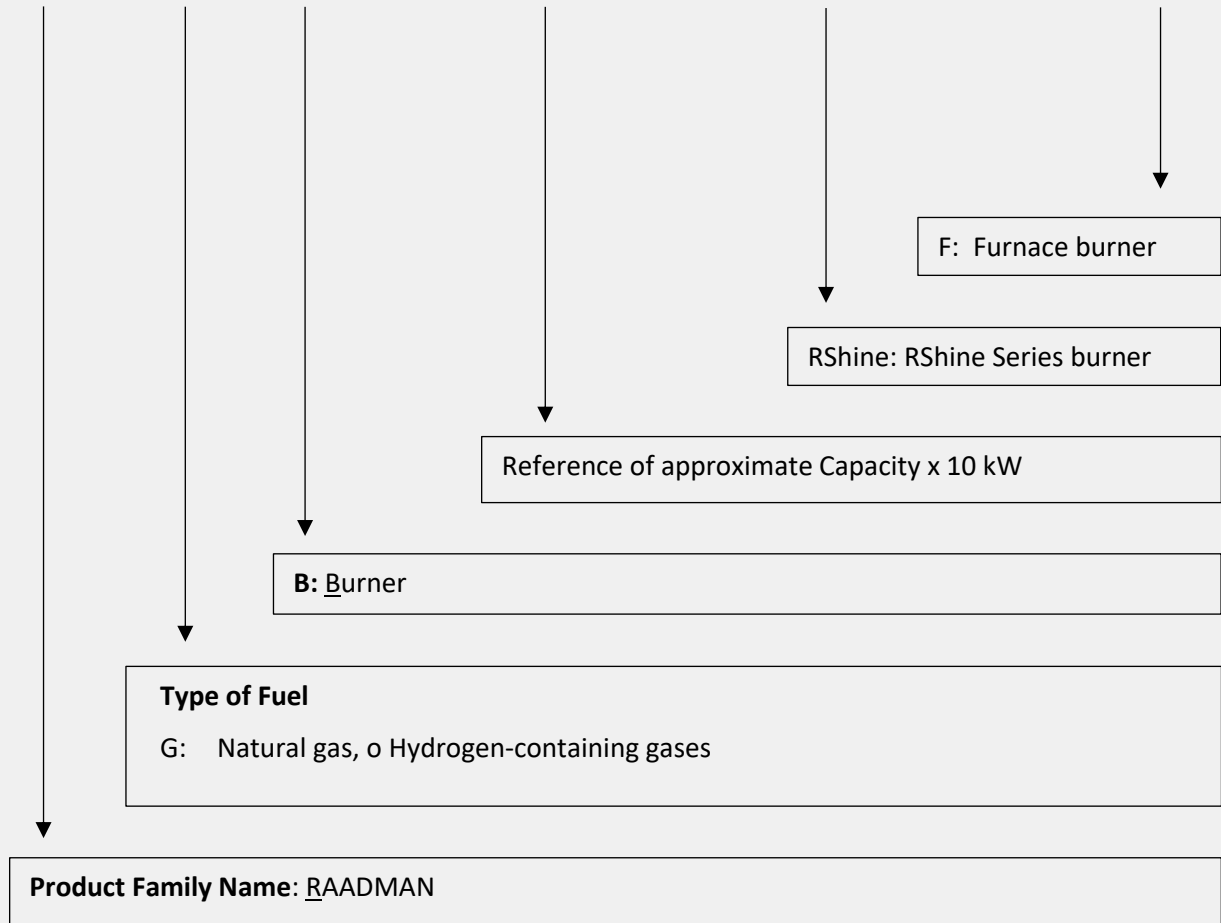 F: Furnace burner
RShine: RShine Series burner
Reference of approximate Capacity x 10 kW
B: Burner
Type of Fuel
G: Natural gas, o Hydrogen-containing gases
Product Family Name: RAADMAN